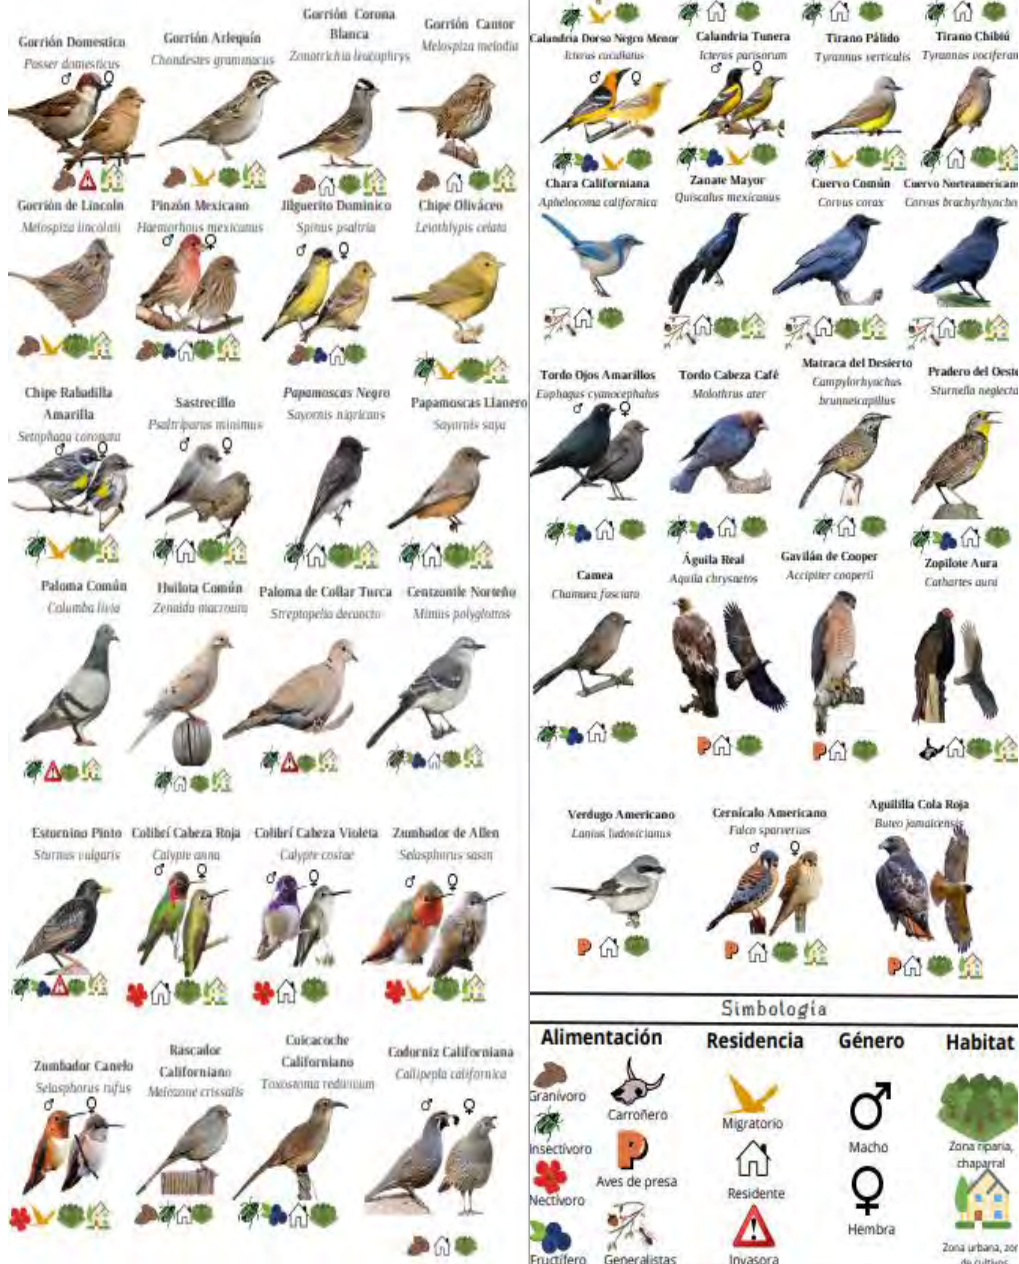 Gorrión Domestico
Passer domesticus
Gorrión Arlequín
Chondestes grammacus
Gorrión Corona
Blanca
Zonotrichia leucophrys
Gorrión Cantor
Melospiza melodia
♂ ♀
Gorrión de Lincoln
Melospiza lincolnii
Pinzón Mexicano
Haemorhous mexicanus
Jilguerito Dominico
Spinus psaltria
Chipe Oliváceo
Leiothlypis celata
♂ ♀
♂ ♀
Chipe Rabadilla
Amarilla
Setophaga coronata
Sastrecillo
Psaltriparus minimus
Papamoscas Negro
Sayornis nigricans
Papamoscas Llanero
Sayornis saya
♂ ♀
♂ ♀
Paloma Común
Columba livia
Huilota Común
Zenaida macroura
Paloma de Collar Turca
Streptopelia decaocto
Centzontle Norteño
Mimus polyglottos
Estornino Pinto
Sturnus vulgaris
Colibrí Cabeza Roja
Calypte anna
Colibrí Cabeza Violeta
Calypte costae
Zumbador de Allen
Selasphorus sasin
♂ ♀
♂ ♀
♂ ♀
Zumbador Canelo
Selasphorus rufus
Rascador
Californiano
Melozone crissalis
Cuicacoche
Californiano
Toxostoma redivivum
Codorniz Californiana
Callipepla californica
♂ ♀
♂ ♀
Calandria Dorso Negro Menor
Icterus cucullatus
Calandria Tunera
Icterus parisorum
Tirano Pálido
Tyrannus verticalis
Tirano Chibiú
Tyrannus vociferan
♂ ♀
♂ ♀
Chara Californiana
Aphelocoma californica
Zanate Mayor
Quiscalus mexicanus
Cuervo Común
Corvus corax
Cuervo Norteamericano
Corvus brachyrhyncho
Tordo Ojos Amarillos
Euphagus cyanocephalus
Tordo Cabeza Café
Molothrus ater
Matraca del Desierto
Campylorhynchus
brunneicapillus
Pradero del Oeste
Sturnella neglecta
♂ ♀
Camea
Chamaea fasciata
Águila Real
Aquila chrysaetos
Gavilán de Cooper
Accipiter cooperii
Zopilote Aura
Cathartes aura
P
P
Verdugo Americano
Lanius ludovicianus
Cernícalo Americano
Falco sparverius
Aguililla Cola Roja
Buteo jamaicensis
♂ ♀
P
P
P
Simbología
Alimentación
Granívoro
Carroñero
Insectívoro
P
Aves de presa
Nectívoro
Fructífero
Generalistas
Residencia
Migratorio
Residente
Invasora
Género
♂
Macho
♀
Hembra
Habitat
Zona riparia,
chaparral
Zona urbana, zon
de cultivos